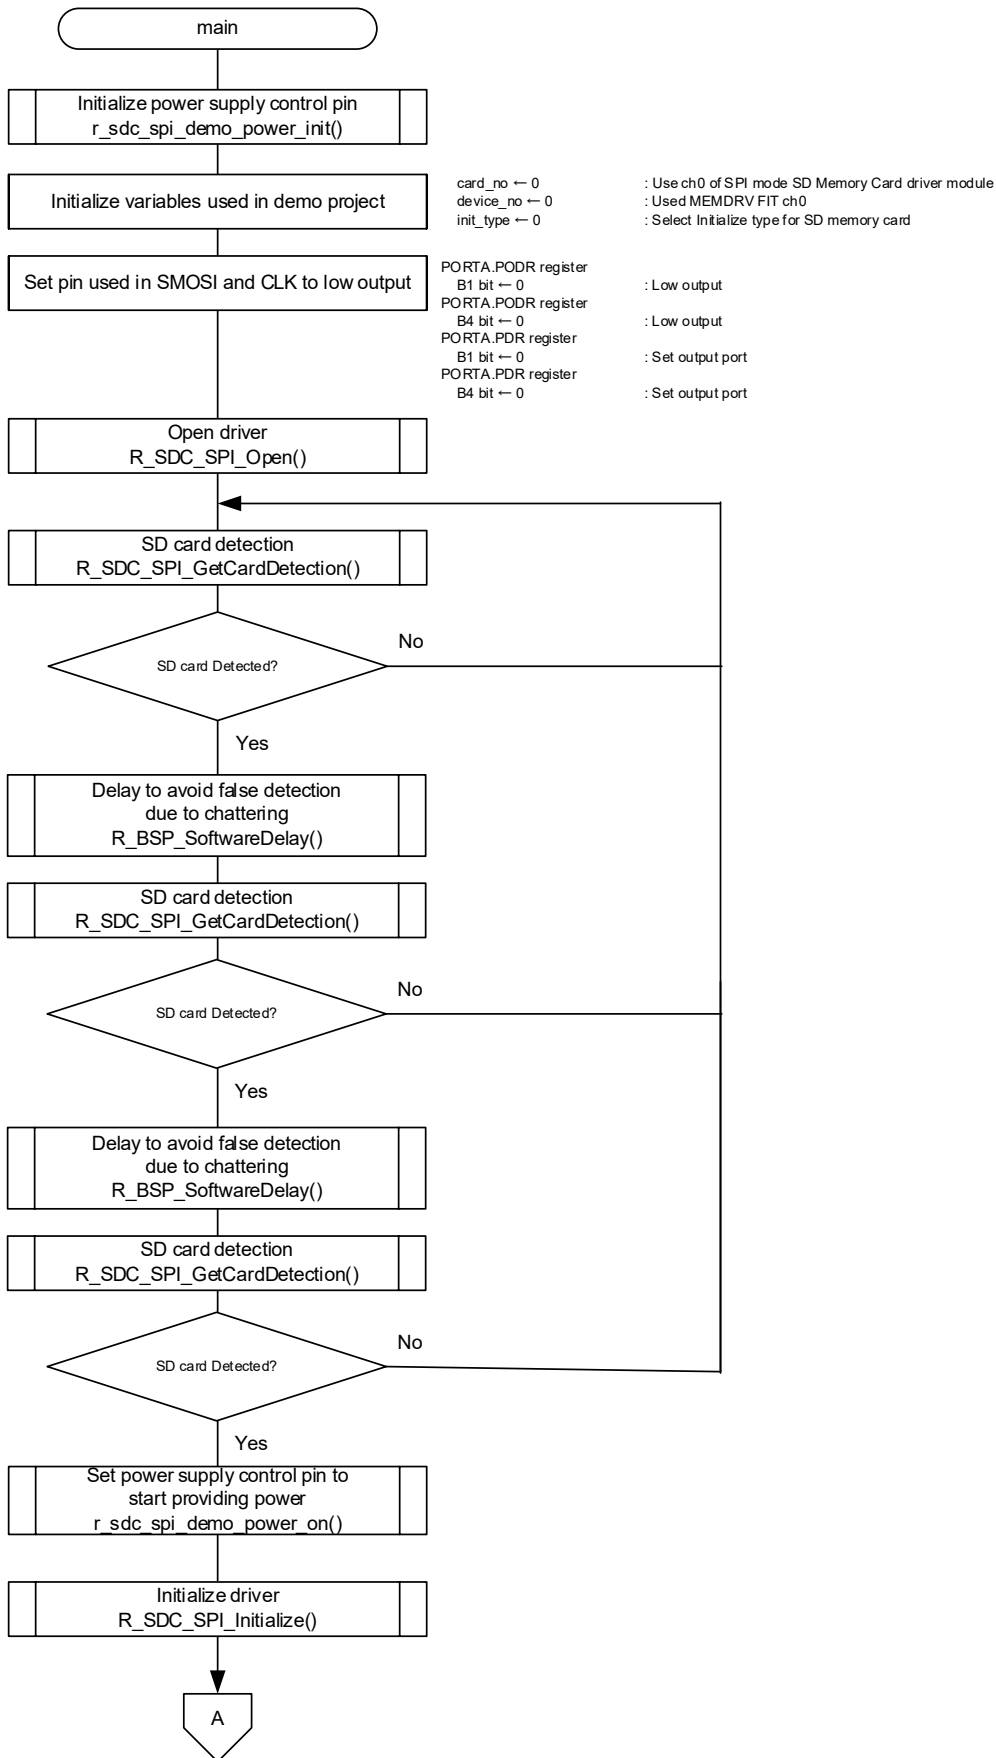 main
Initialize power supply control pin
r_sdc_spi_demo_power_init()
Initialize variables used in demo project
card_no ← 0 : Use ch0 of SPI mode SD Memory Card driver module
device_no ← 0 : Used MEMDRV FIT ch0
init_type ← 0 : Select Initialize type for SD memory card
Set pin used in SMOSI and CLK to low output
PORTA.PODR register
B1 bit ← 0 : Low output
PORTA.PODR register
B4 bit ← 0 : Low output
PORTA.PDR register
B1 bit ← 0 : Set output port
PORTA.PDR register
B4 bit ← 0 : Set output port
Open driver
R_SDC_SPI_Open()
SD card detection
R_SDC_SPI_GetCardDetection()
SD card Detected?
No
Yes
Delay to avoid false detection
due to chattering
R_BSP_SoftwareDelay()
SD card detection
R_SDC_SPI_GetCardDetection()
SD card Detected?
No
Yes
Delay to avoid false detection
due to chattering
R_BSP_SoftwareDelay()
SD card detection
R_SDC_SPI_GetCardDetection()
SD card Detected?
No
Yes
Set power supply control pin to
start providing power
r_sdc_spi_demo_power_on()
Initialize driver
R_SDC_SPI_Initialize()
A